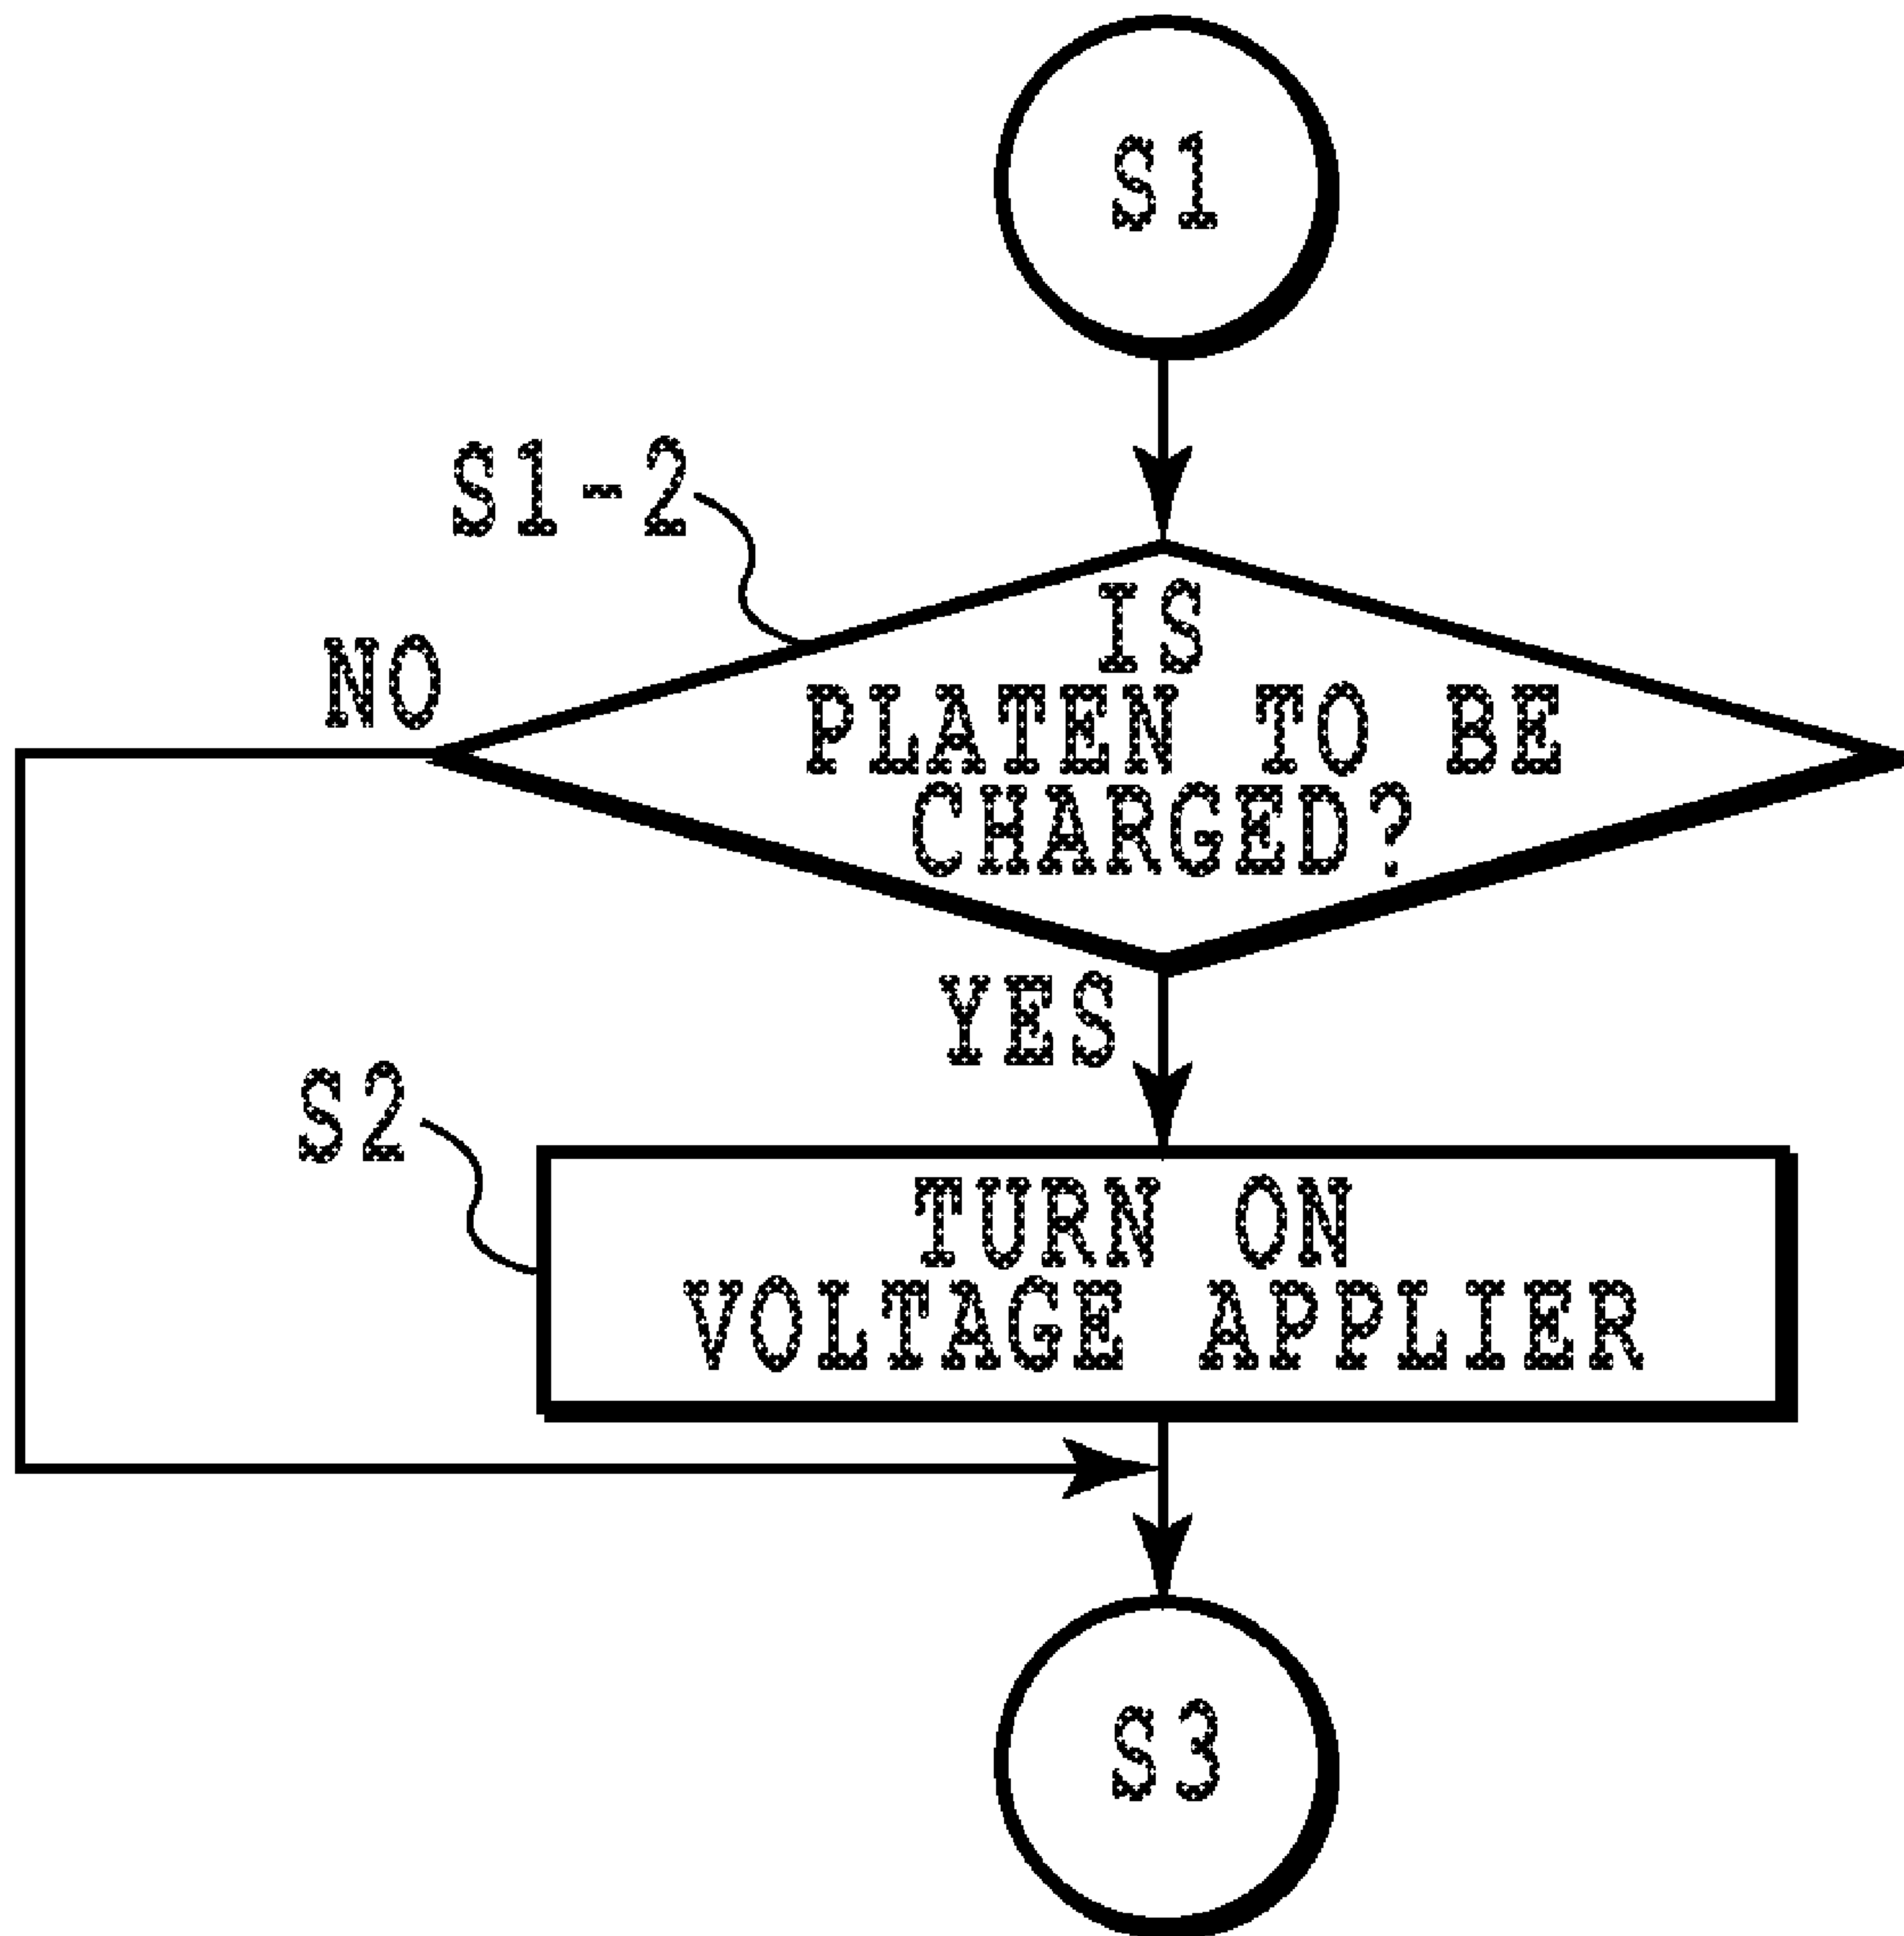 S1
S1-2
IS
PLATEN TO BE
CHARGED?
NO
YES
S2
TURN ON
VOLTAGE APPLIER
S3